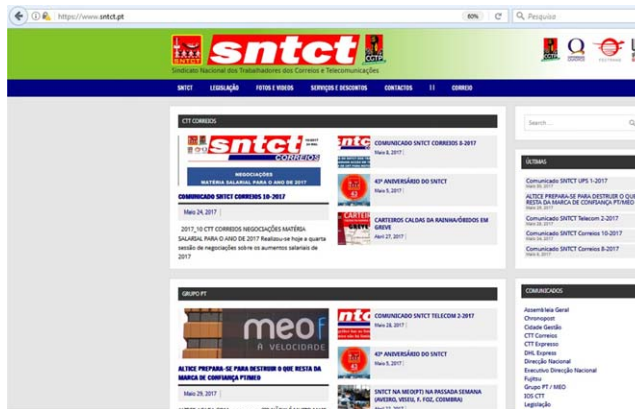 https://www.sntct.pt
60%
Pesquisa
sntct
Sindicato Nacional dos Trabalhadores dos Correios e Telecomunicações
SNTCT LEGISLAÇÃO FOTOS E VIDEOS SERVIÇOS E DESCONTOS CONTACTOS II CORREIO
CTT CORREIOS
sntct
CORREIOS
NEGOCIAÇÕES
MATÉRIA SALARIAL PARA O ANO DE 2017
COMUNICADO SNTCT CORREIOS 10-2017
Maio 24, 2017
2017_10 CTT CORREIOS NEGOCIAÇÕES MATÉRIA
SALARIAL PARA O ANO DE 2017 Realizou-se hoje a quarta
sessão de negociações sobre os aumentos salariais de
2017
COMUNICADO SNTCT CORREIOS 8-2017
Maio 8, 2017
43º ANIVERSÁRIO DO SNTCT
Maio 5, 2017
CARTEIROS CALDAS DA RAINHA/ÓBIDOS EM
GREVE
Abril 27, 2017
GRUPO PT
meo
A VELOCIDADE
ALTICE PREPARA-SE PARA DESTRUIR O QUE RESTA DA
MARCA DE CONFIANÇA PT/MEO
Maio 29, 2017
COMUNICADO SNTCT TELECOM 2-2017
Maio 28, 2017
43º ANIVERSÁRIO DO SNTCT
Maio 5, 2017
SNTCT NA MEO(PT) NA PASSADA SEMANA
(AVEIRO, VISEU, F. FOZ, COIMBRA)
Search ...
ÚLTIMAS
Comunicado SNTCT UPS 1-2017
ALTICE PREPARA-SE PARA DESTRUIR O QUE
RESTA DA MARCA DE CONFIANÇA PT/MEO
Comunicado SNTCT Telecom 2-2017
Comunicado SNTCT Correios 10-2017
Comunicado SNTCT Correios 8-2017
COMUNICADOS
Assembleia Geral
Chronopost
Cidade Gestão
CTT Correios
CTT Expresso
DHL Express
Direcção Nacional
Executivo Direcção Nacional
Fujitsu
Grupo PT / MEO
IOS-CTT
Legislação